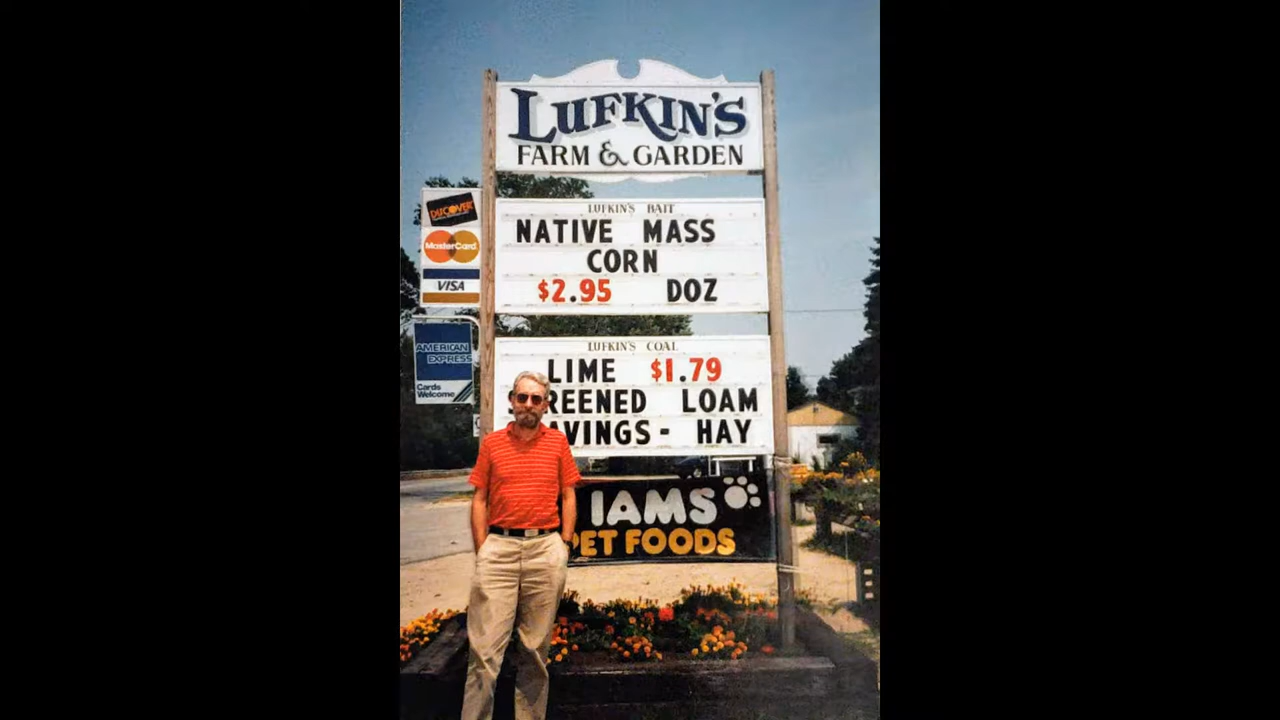 LUFKIN'S
FARM & GARDEN
LUFKIN'S BAIT
NATIVE MASS
CORN
$2.95 DOZ
DISCOVER
MasterCard
VISA
AMERICAN
EXPRESS
Cards
Welcome
LUFKIN'S COAL
LIME $1.79
S REENED LOAM
AVINGS - HAY
IAMS
PET FOODS